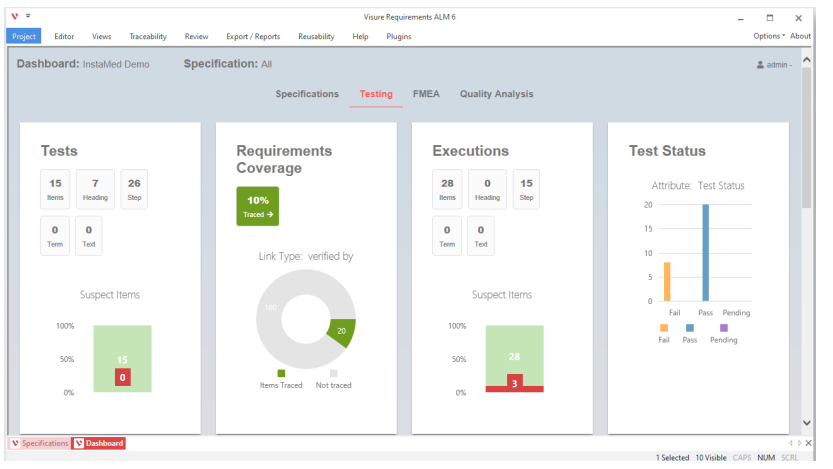 Visure Requirements ALM 6
Project Editor Views Traceability Review Export / Reports Reusability Help Plugins Options About
Dashboard: InstaMed Demo Specification: All admin -
Specifications Testing FMEA Quality Analysis
Tests
15 7 26
Items Heading Step
0 0
Term Text
Suspect Items
100%
50%
0%
15
0
Requirements
Coverage
10%
Traced →
Link Type: verified by
180
20
Items Traced Not traced
Executions
28 0 15
Items Heading Step
0 0
Term Text
Suspect Items
100%
50%
0%
28
3
Test Status
Attribute: Test Status
20
15
10
5
0
Fail Pass Pending
Fail Pass Pending
Specifications Dashboard
1 Selected 10 Visible CAPS NUM SCRL